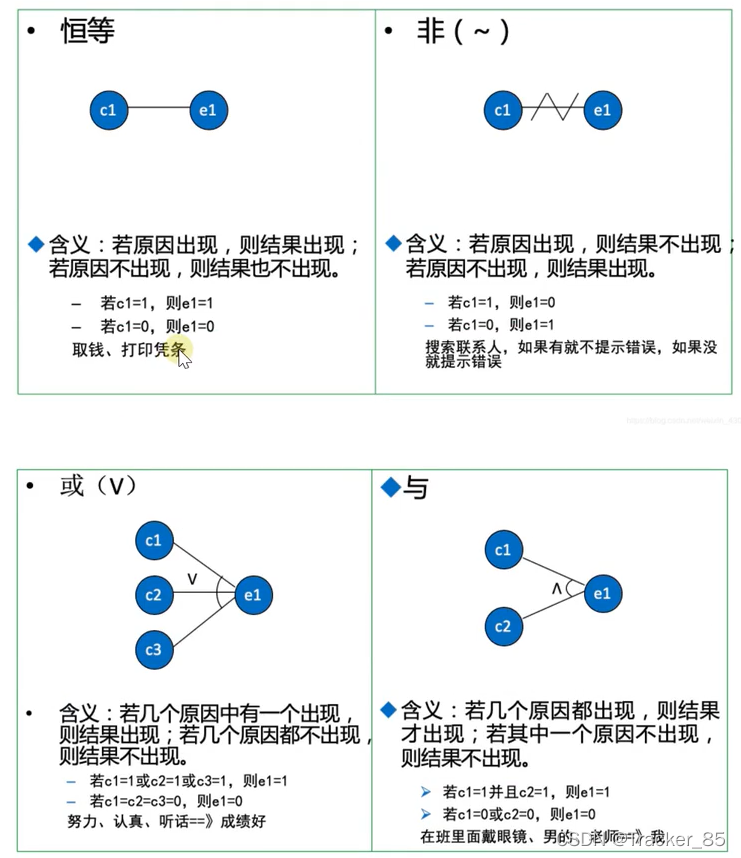 • 恒等
c1 e1
◆ 含义：若原因出现，则结果出现；
若原因不出现，则结果也不出现。
– 若c1=1，则e1=1
– 若c1=0，则e1=0
取钱、打印凭条
• 非（~）
c1 e1
◆ 含义：若原因出现，则结果不出现；
若原因不出现，则结果出现。
– 若c1=1，则e1=0
– 若c1=0，则e1=1
搜索联系人，如果有就不提示错误，如果没
就提示错误
• 或（V）
c1
V
c2 e1
c3
• 含义：若几个原因中有一个出现，
则结果出现；若几个原因都不出现，
则结果不出现。
– 若c1=1或c2=1或c3=1，则e1=1
– 若c1=c2=c3=0，则e1=0
努力、认真、听话==》成绩好
◆与
c1
Λ e1
c2
◆ 含义：若几个原因都出现，则结果
才出现；若其中一个原因不出现，
则结果不出现。
➢ 若c1=1并且c2=1，则e1=1
➢ 若c1=0或c2=0，则e1=0
在班里面戴眼镜、男的、老师==》我
CSDN @Tracker_85